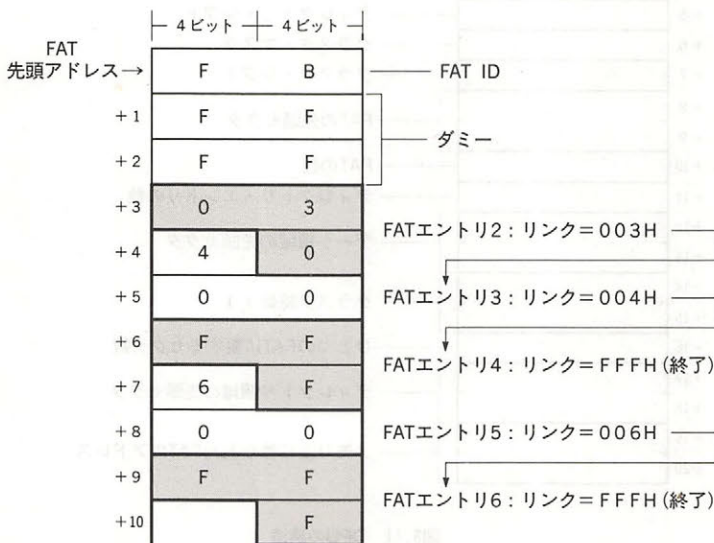 4ビット 4ビット
FAT
先頭アドレス→ F B FAT ID
+1 F F
ダミー
+2 F F
+3 0 3
FATエントリ2：リンク=003H
+4 4 0
+5 0 0 FATエントリ3：リンク=004H
+6 F F
FATエントリ4：リンク=FFFH(終了)
+7 6 F
+8 0 0 FATエントリ5：リンク=006H
+9 F F
FATエントリ6：リンク=FFFH(終了)
+10 F